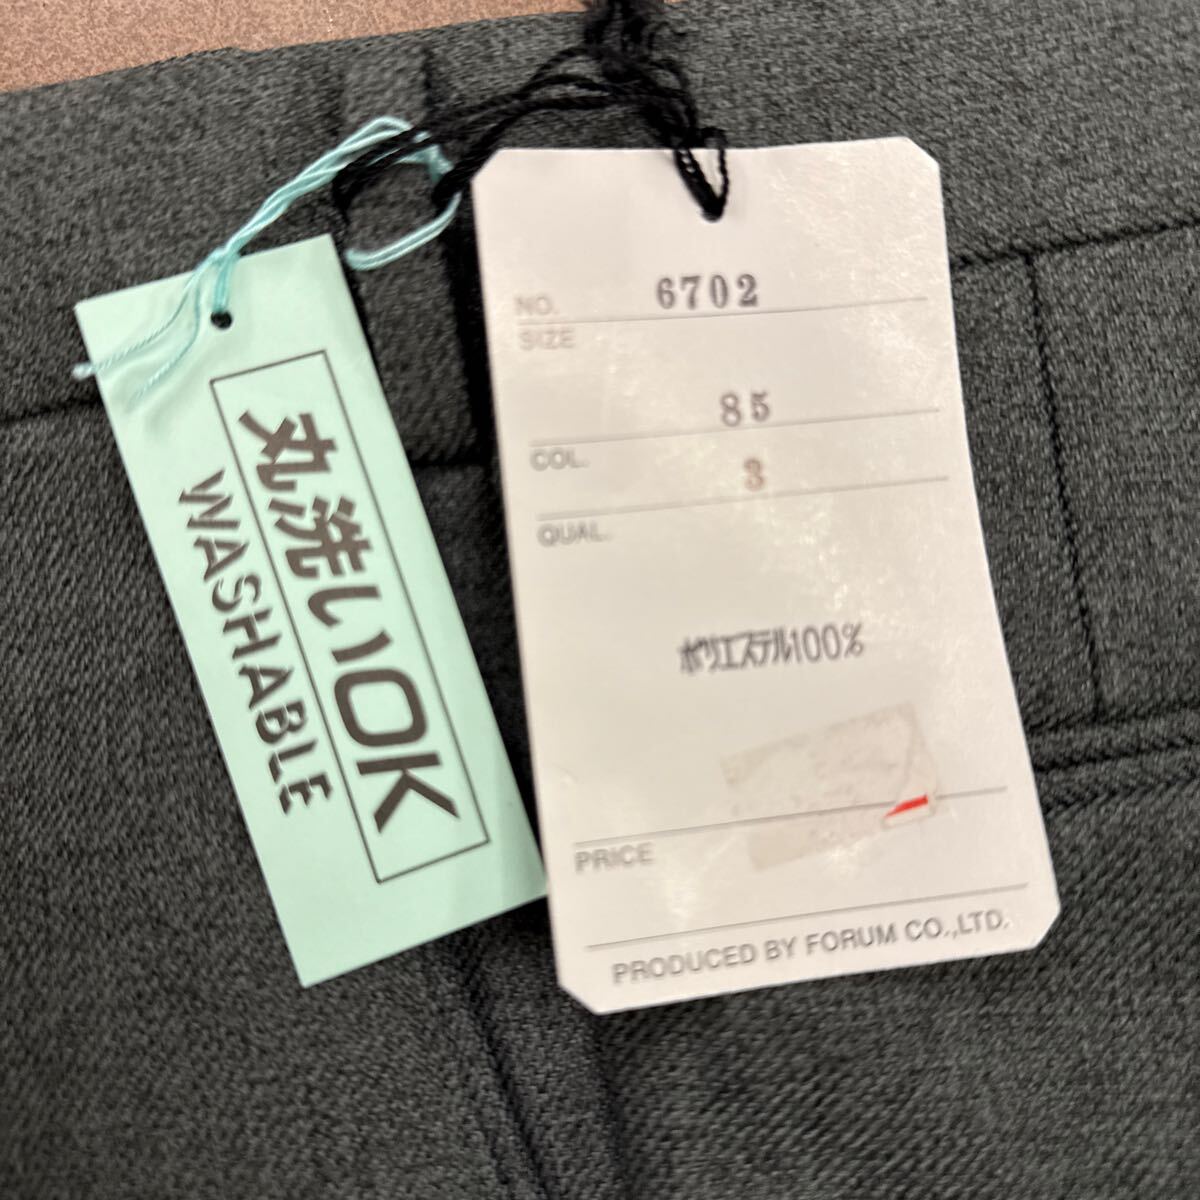 丸洗いOK
WASHABLE
NO. 6702
SIZE
85
COL. 3
QUAL.
ポリエステル100%
PRICE
PRODUCED BY FORUM CO.,LTD.